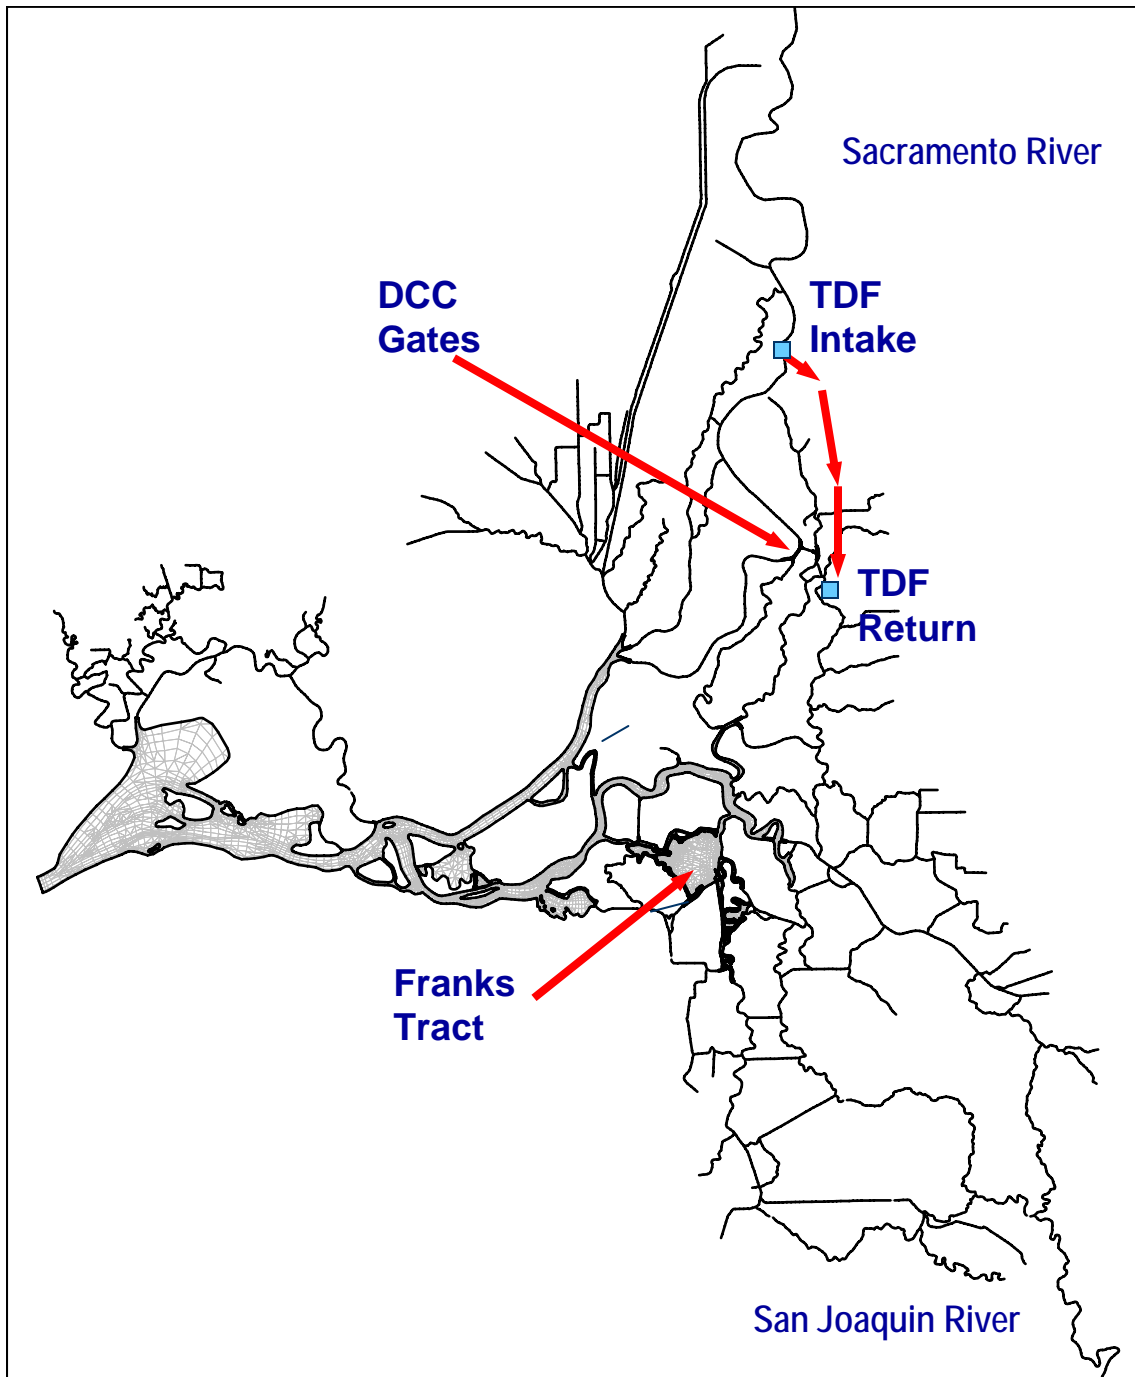 Sacramento River
DCC
Gates
TDF
Intake
TDF
Return
Franks
Tract
San Joaquin River